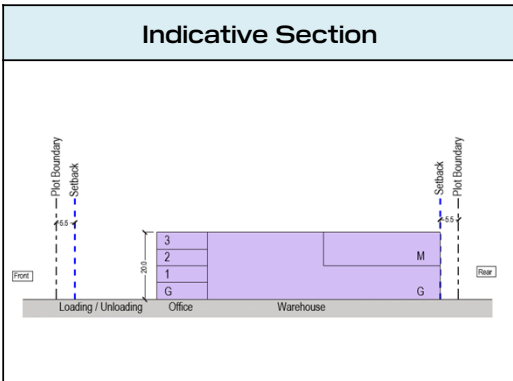 Indicative Section
Plot Boundary
Setback
Setback
Plot Boundary
5.5
5.5
20.0
3
2
1
G
M
G
Front
Rear
Loading / Unloading
Office
Warehouse